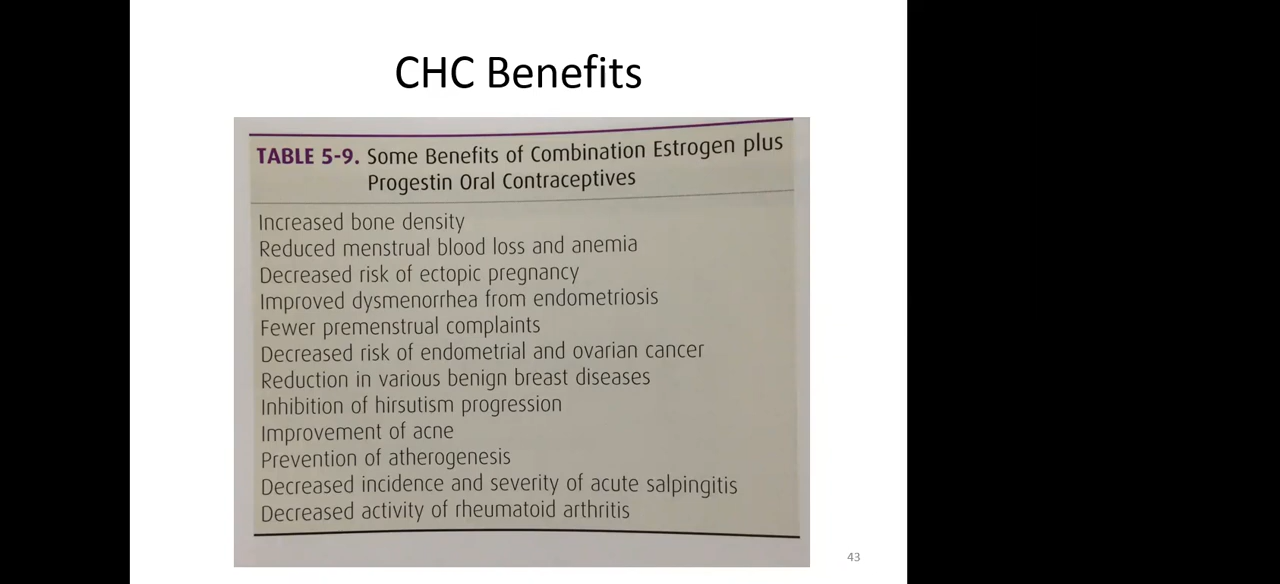 CHC Benefits
TABLE 5-9. Some Benefits of Combination Estrogen plus
Progestin Oral Contraceptives
Increased bone density
Reduced menstrual blood loss and anemia
Decreased risk of ectopic pregnancy
Improved dysmenorrhea from endometriosis
Fewer premenstrual complaints
Decreased risk of endometrial and ovarian cancer
Reduction in various benign breast diseases
Inhibition of hirsutism progression
Improvement of acne
Prevention of atherogenesis
Decreased incidence and severity of acute salpingitis
Decreased activity of rheumatoid arthritis
43